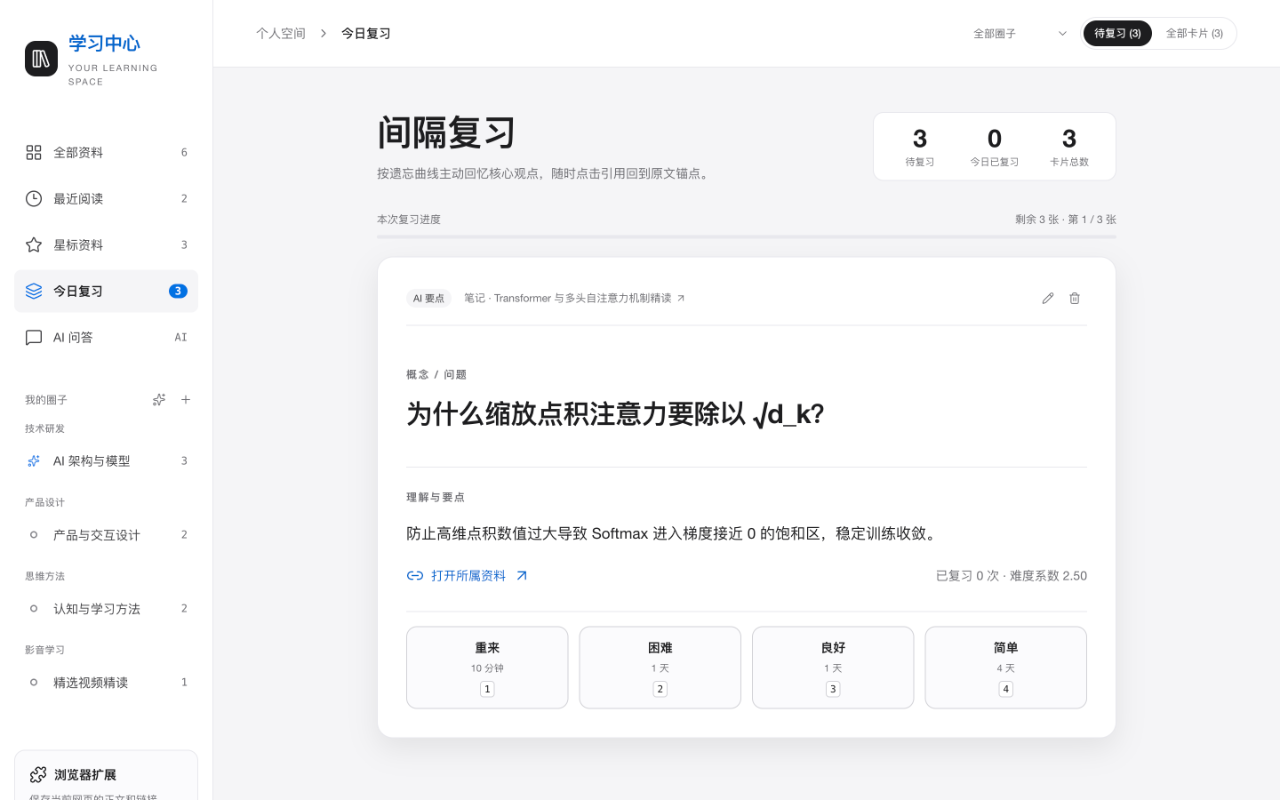 学习中心
YOUR LEARNING
SPACE
全部资料 6
最近阅读 2
星标资料 3
今日复习 3
AI 问答 AI
我的圈子
技术研发
AI 架构与模型 3
产品设计
产品与交互设计 2
思维方法
认知与学习方法 2
影音学习
精选视频精读 1
浏览器扩展
保存当前网页的正文和链接
个人空间 > 今日复习
全部圈子
待复习 (3)
全部卡片 (3)
间隔复习
按遗忘曲线主动回忆核心观点，随时点击引用回到原文锚点。
3 0 3
待复习 今日已复习 卡片总数
本次复习进度
剩余 3 张 · 第 1 / 3 张
AI 要点 笔记 · Transformer 与多头自注意力机制精读 ↗
概念 / 问题
为什么缩放点积注意力要除以 √d_k?
理解与要点
防止高维点积数值过大导致 Softmax 进入梯度接近 0 的饱和区，稳定训练收敛。
打开所属资料
已复习 0 次 · 难度系数 2.50
重来 困难 良好 简单
10 分钟 1 天 1 天 4 天
1 2 3 4